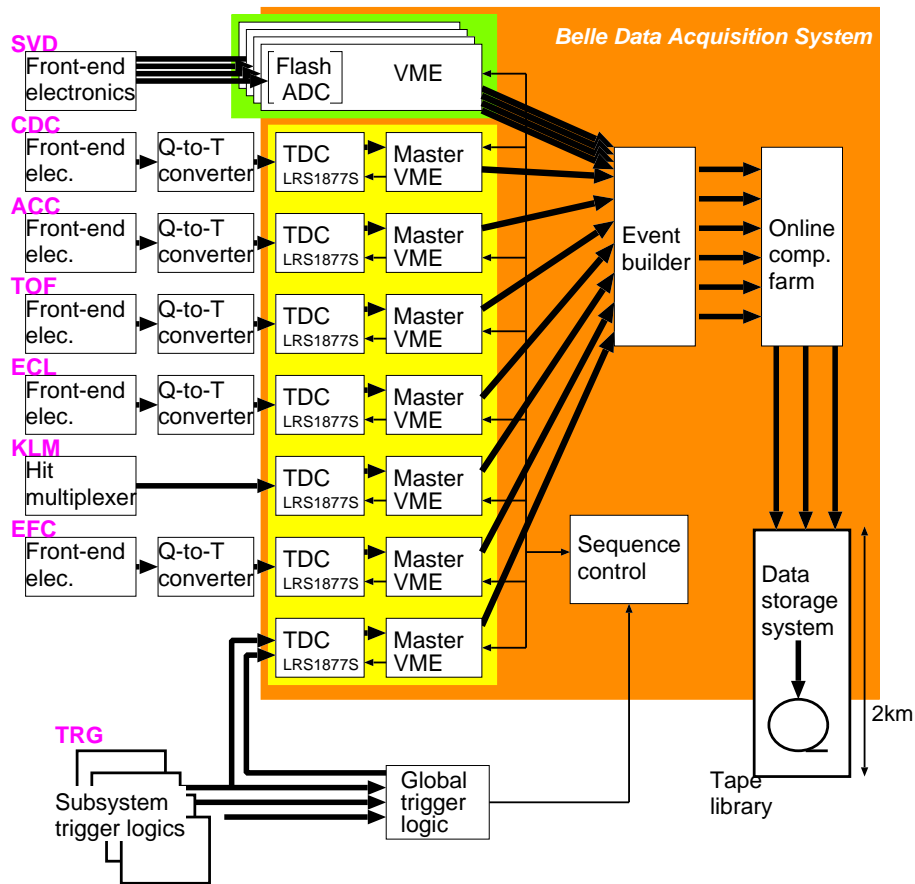 Belle Data Acquisition System
SVD
Front-end
electronics
Flash
ADC
VME
CDC
Front-end
elec.
Q-to-T
converter
TDC
LRS1877S
Master
VME
ACC
Front-end
elec.
Q-to-T
converter
TDC
LRS1877S
Master
VME
TOF
Front-end
elec.
Q-to-T
converter
TDC
LRS1877S
Master
VME
ECL
Front-end
elec.
Q-to-T
converter
TDC
LRS1877S
Master
VME
KLM
Hit
multiplexer
TDC
LRS1877S
Master
VME
EFC
Front-end
elec.
Q-to-T
converter
TDC
LRS1877S
Master
VME
TDC
LRS1877S
Master
VME
Event
builder
Online
comp.
farm
Sequence
control
Data
storage
system
2km
Tape
library
TRG
Subsystem
trigger logics
Global
trigger
logic